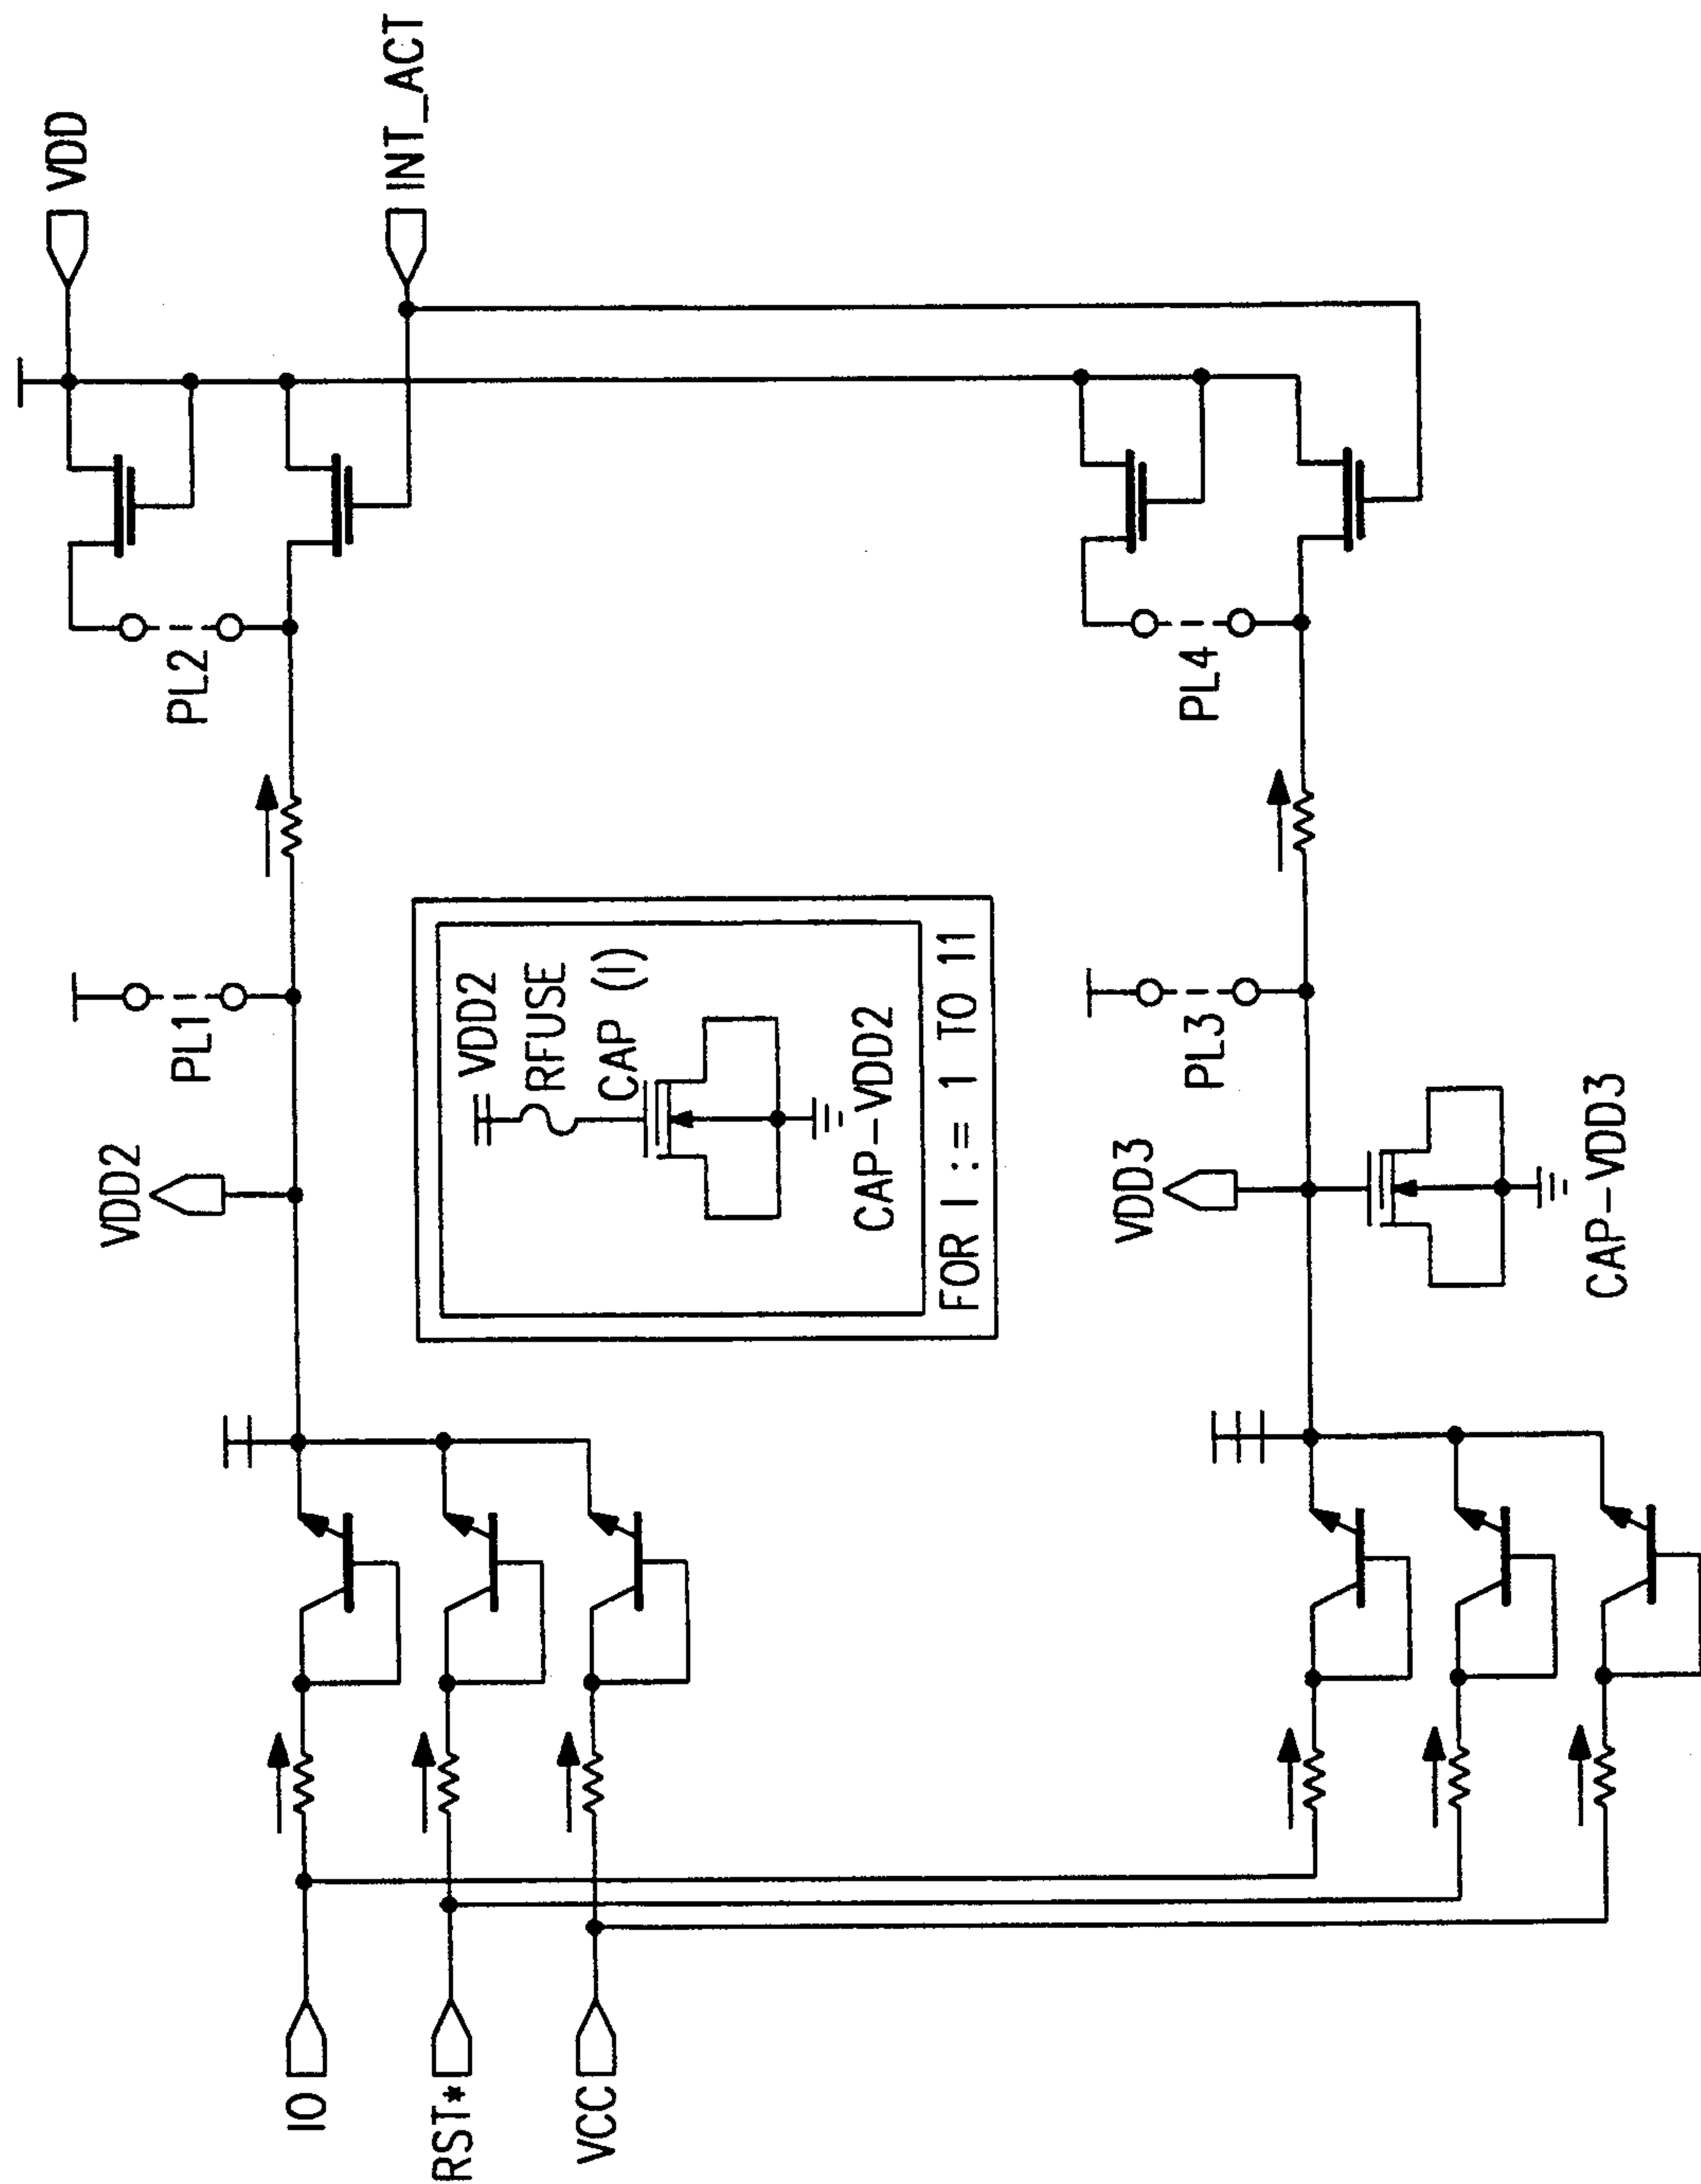 VDD
INT_ACT
PL2
PL1
VDD2
IO
RST*
VCC
VDD2
RFUSE
CAP (I)
CAP-VDD2
FOR I := 1 TO 11
PL4
PL3
VDD3
CAP-VDD3